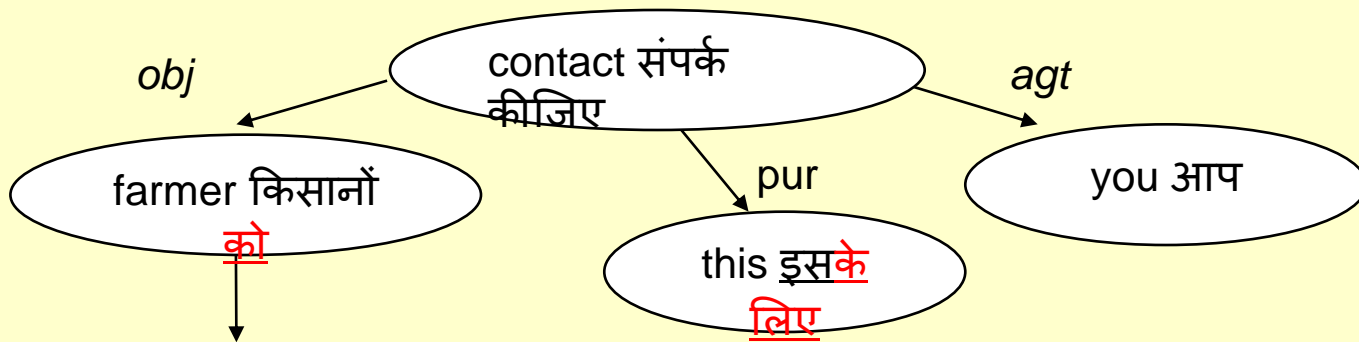 contact संपर्क
कीजिए
obj
agt
farmer किसानों
को
pur
you आप
this इसके
लिए